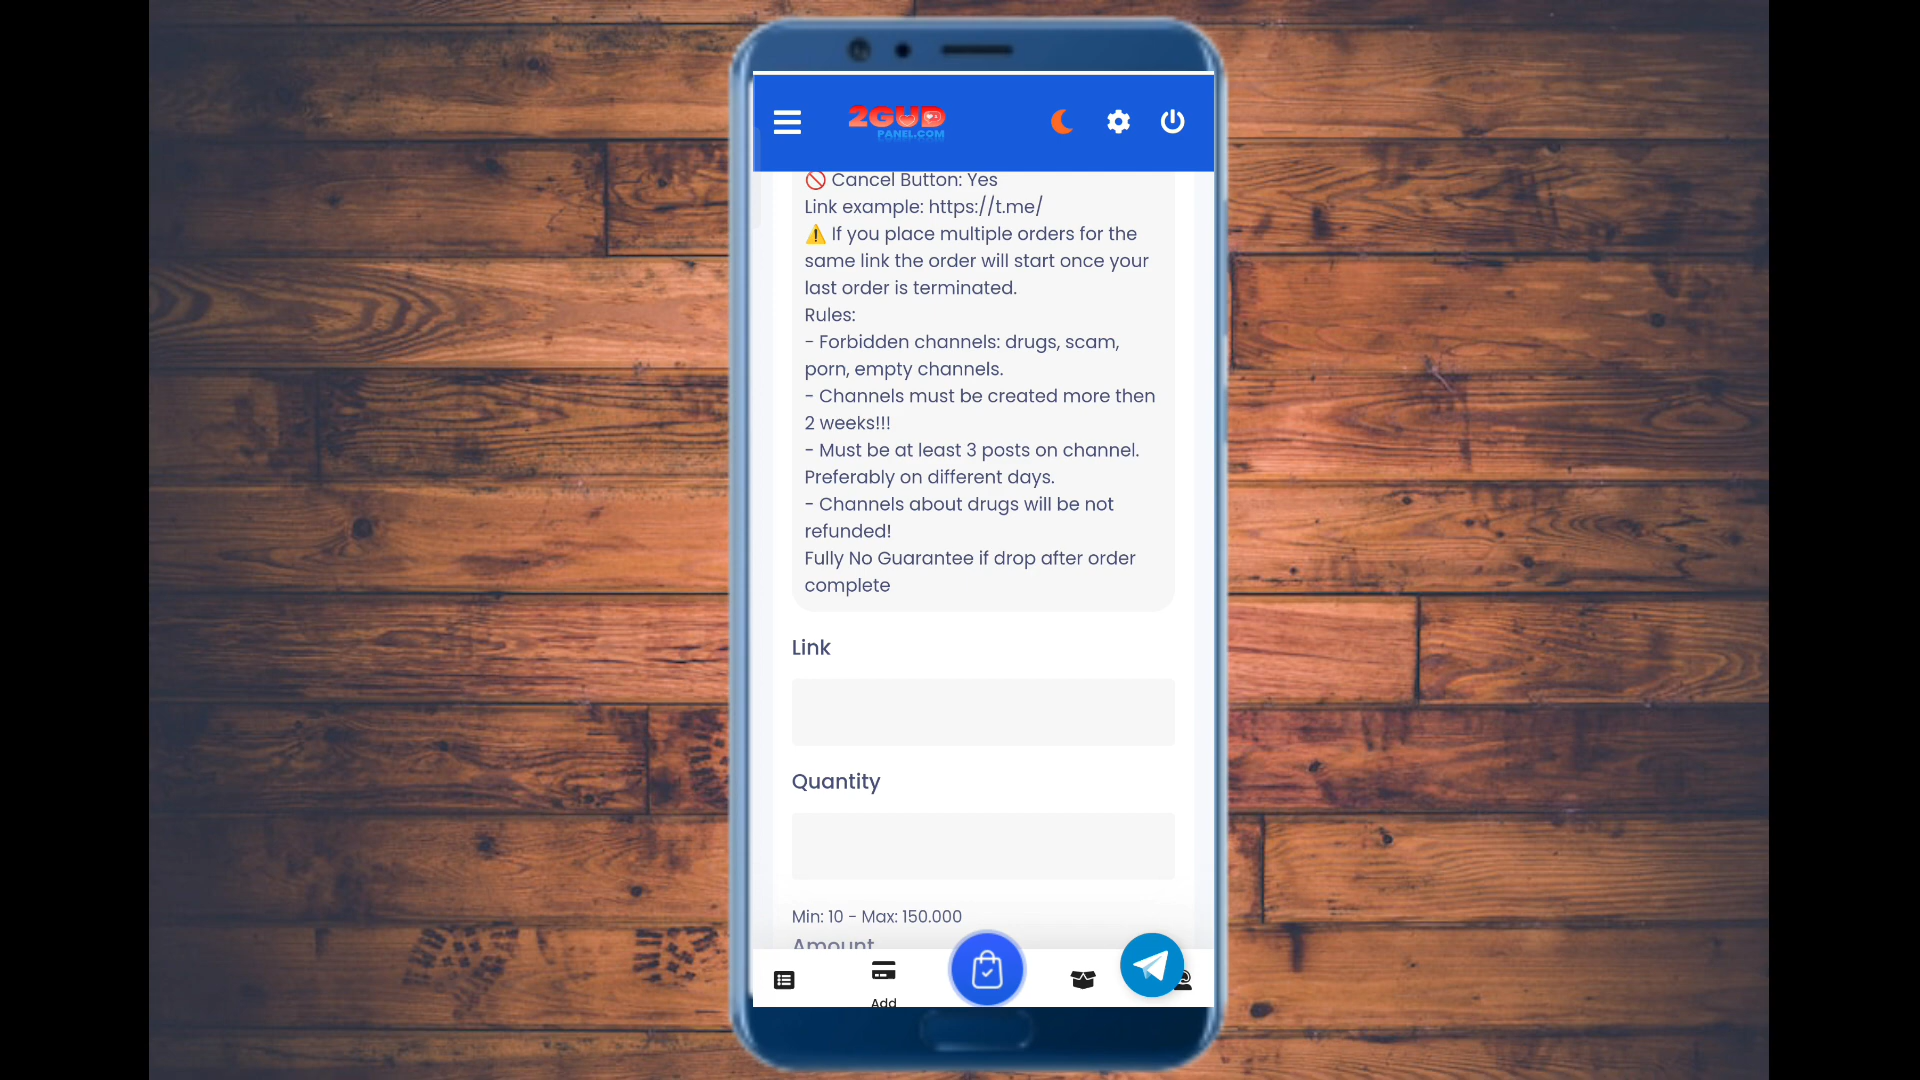 2GUD
PANEL.COM
🚫 Cancel Button: Yes
Link example: https://t.me/
⚠️ If you place multiple orders for the
same link the order will start once your
last order is terminated.
Rules:
- Forbidden channels: drugs, scam,
porn, empty channels.
- Channels must be created more then
2 weeks!!!
- Must be at least 3 posts on channel.
Preferably on different days.
- Channels about drugs will be not
refunded!
Fully No Guarantee if drop after order
complete
Link
Quantity
Min: 10 - Max: 150.000
Amount
Add